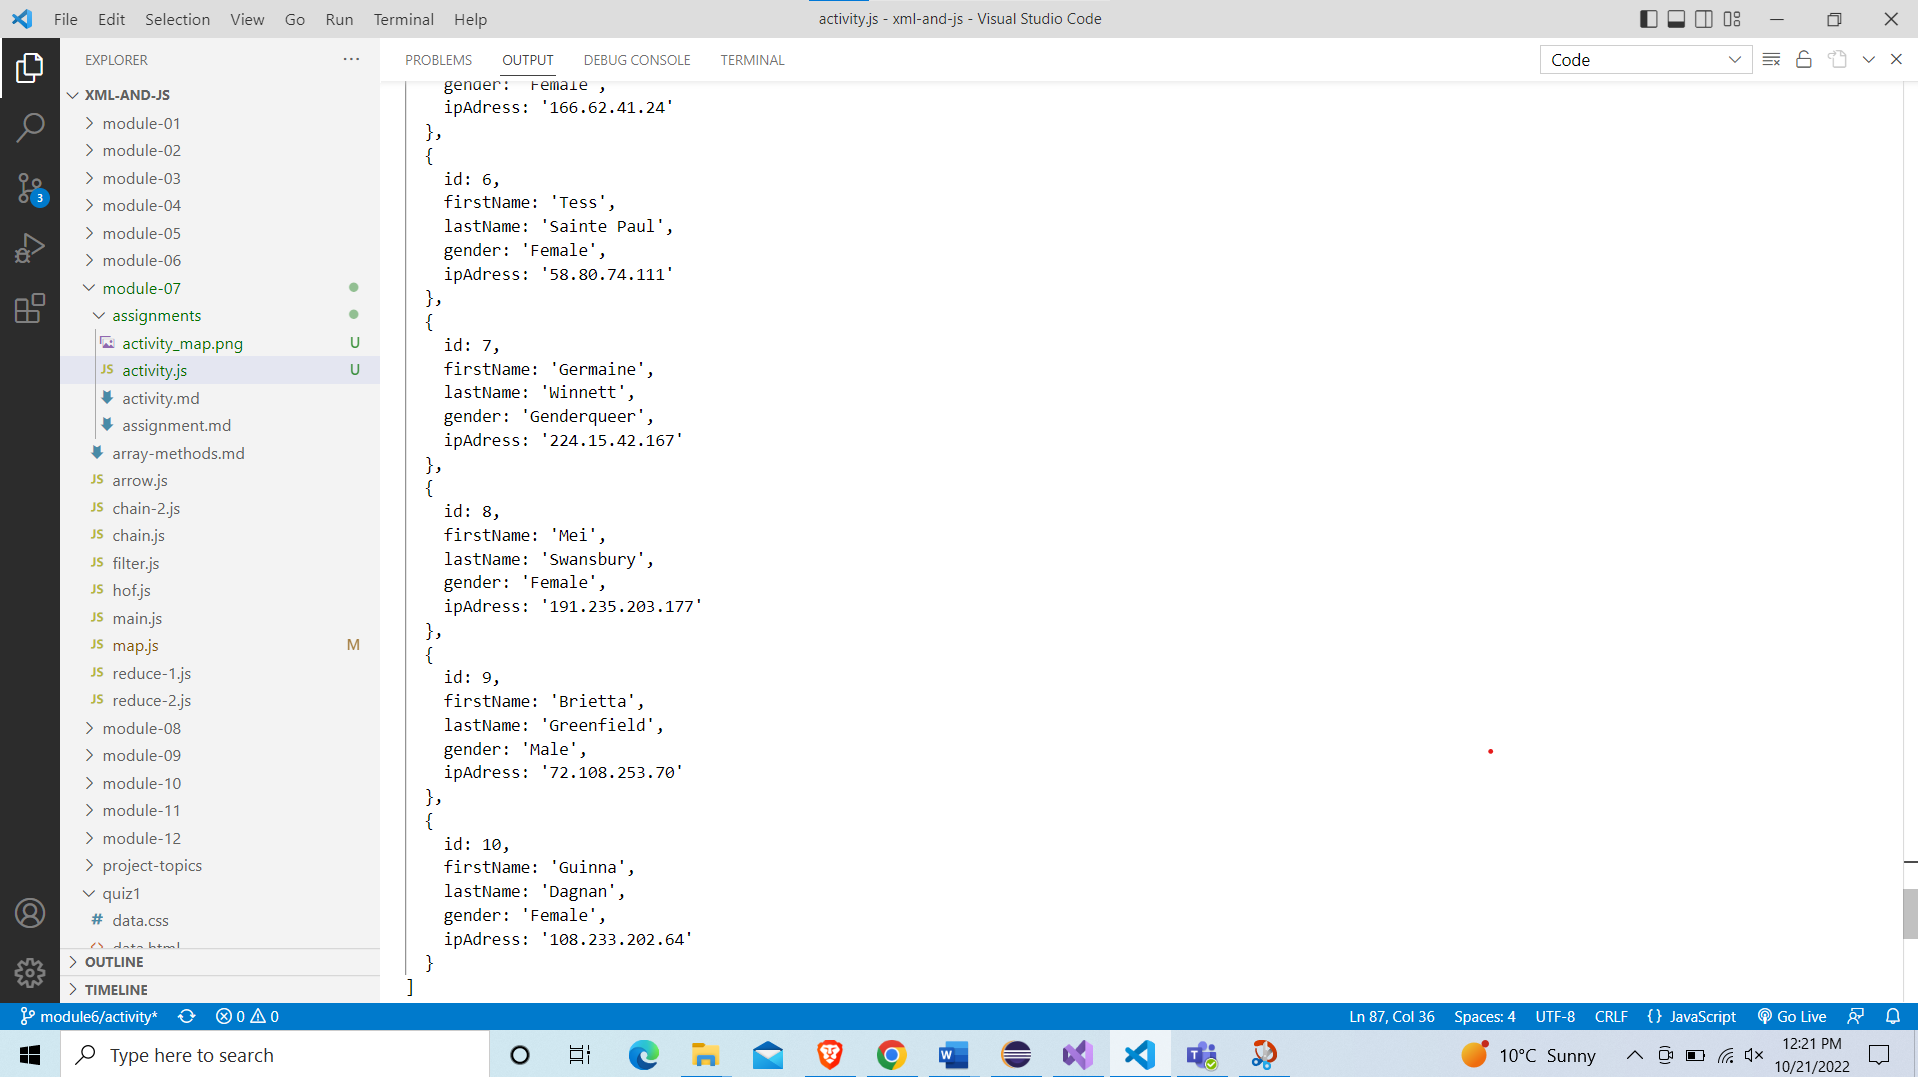 File Edit Selection View Go Run Terminal Help
activity.js - xml-and-js - Visual Studio Code
EXPLORER
XML-AND-JS
module-01
module-02
module-03
module-04
module-05
module-06
module-07
assignments
activity_map.png U
activity.js U
activity.md
assignment.md
array-methods.md
arrow.js
chain-2.js
chain.js
filter.js
hof.js
main.js
map.js M
reduce-1.js
reduce-2.js
module-08
module-09
module-10
module-11
module-12
project-topics
quiz1
data.css
data.html
OUTLINE
TIMELINE
PROBLEMS OUTPUT DEBUG CONSOLE TERMINAL
Code
gender: 'Female',
ipAdress: '166.62.41.24'
},
{
id: 6,
firstName: 'Tess',
lastName: 'Sainte Paul',
gender: 'Female',
ipAdress: '58.80.74.111'
},
{
id: 7,
firstName: 'Germaine',
lastName: 'Winnett',
gender: 'Genderqueer',
ipAdress: '224.15.42.167'
},
{
id: 8,
firstName: 'Mei',
lastName: 'Swansbury',
gender: 'Female',
ipAdress: '191.235.203.177'
},
{
id: 9,
firstName: 'Brietta',
lastName: 'Greenfield',
gender: 'Male',
ipAdress: '72.108.253.70'
},
{
id: 10,
firstName: 'Guinna',
lastName: 'Dagnan',
gender: 'Female',
ipAdress: '108.233.202.64'
}
]
3
module6/activity* 0 0 Ln 87, Col 36 Spaces: 4 UTF-8 CRLF {} JavaScript Go Live
Type here to search
10°C Sunny
12:21 PM
10/21/2022